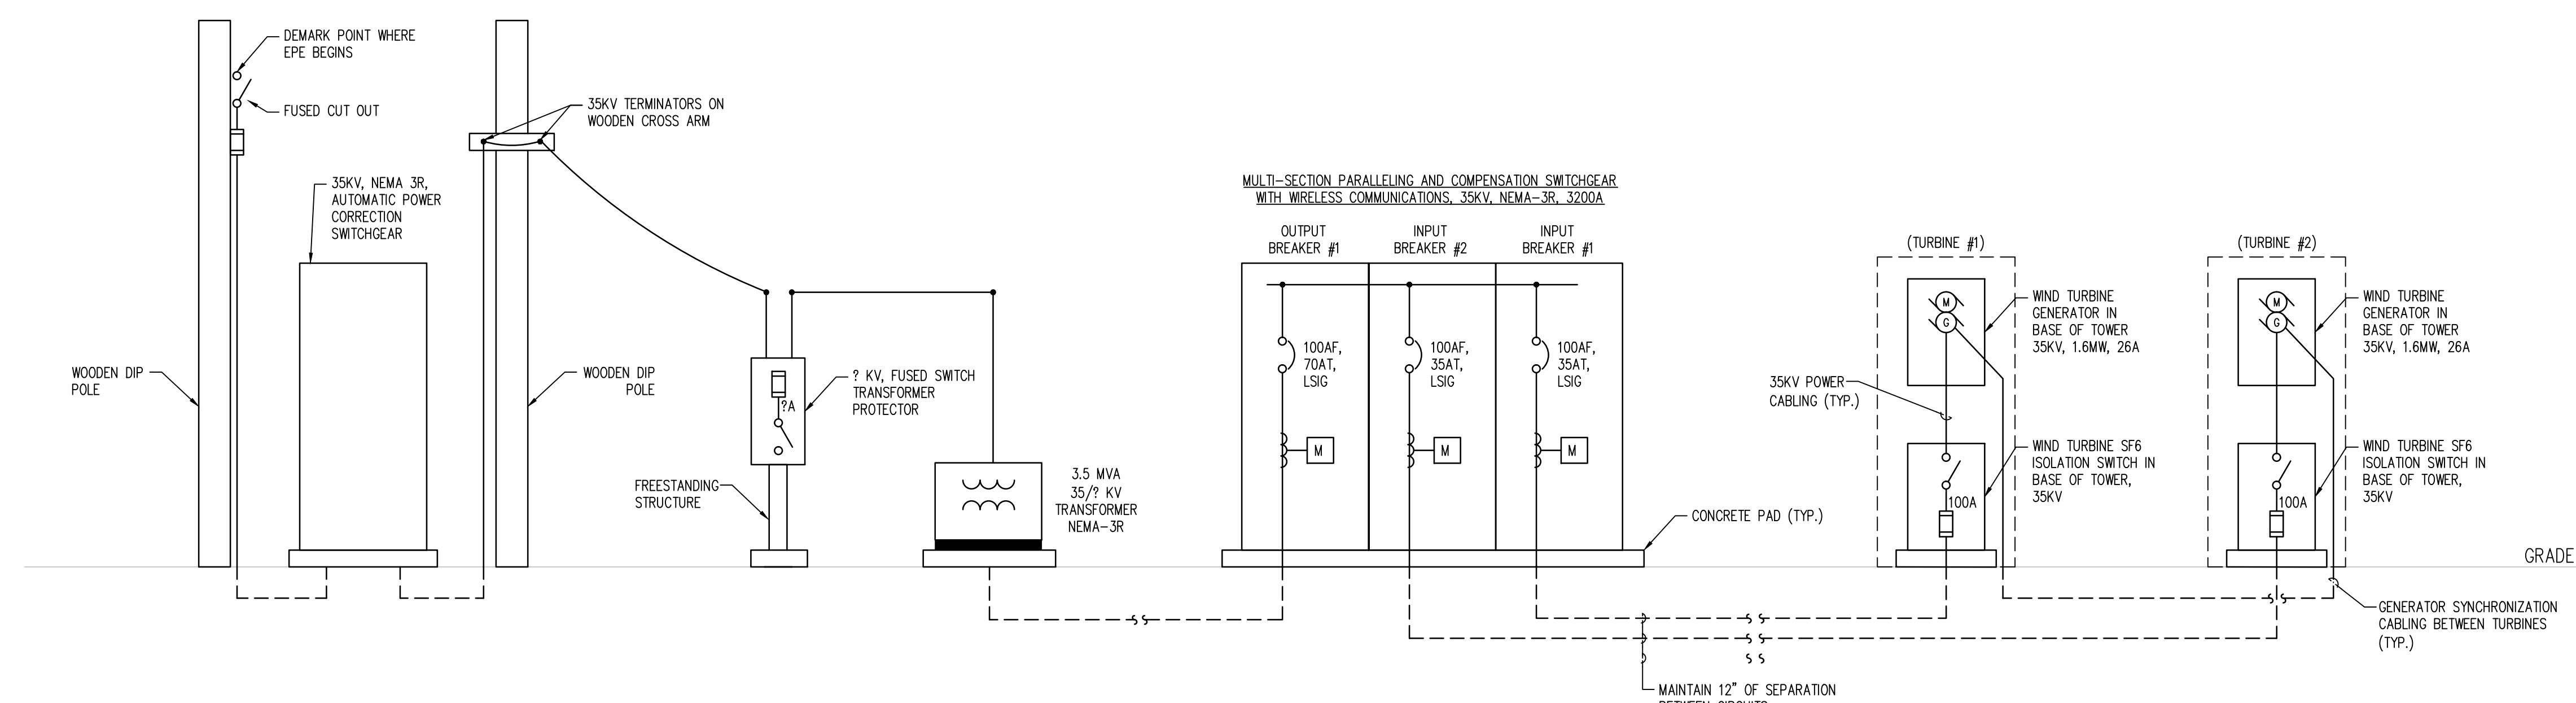 DEMARK POINT WHERE
EPE BEGINS
FUSED CUT OUT
35KV TERMINATORS ON
WOODEN CROSS ARM
35KV, NEMA 3R,
AUTOMATIC POWER
CORRECTION
SWITCHGEAR
WOODEN DIP
POLE
WOODEN DIP
POLE
? KV, FUSED SWITCH
TRANSFORMER
PROTECTOR
?A
FREESTANDING
STRUCTURE
3.5 MVA
35/? KV
TRANSFORMER
NEMA-3R
MULTI-SECTION PARALLELING AND COMPENSATION SWITCHGEAR
WITH WIRELESS COMMUNICATIONS, 35KV, NEMA-3R, 3200A
OUTPUT
BREAKER #1
INPUT
BREAKER #2
INPUT
BREAKER #1
100AF,
70AT,
LSIG
100AF,
35AT,
LSIG
100AF,
35AT,
LSIG
M
M
M
CONCRETE PAD (TYP.)
(TURBINE #1)
M
G
WIND TURBINE
GENERATOR IN
BASE OF TOWER
35KV, 1.6MW, 26A
35KV POWER
CABLING (TYP.)
WIND TURBINE SF6
ISOLATION SWITCH IN
BASE OF TOWER,
35KV
100A
(TURBINE #2)
M
G
WIND TURBINE
GENERATOR IN
BASE OF TOWER
35KV, 1.6MW, 26A
WIND TURBINE SF6
ISOLATION SWITCH IN
BASE OF TOWER,
35KV
100A
GRADE
GENERATOR SYNCHRONIZATION
CABLING BETWEEN TURBINES
(TYP.)
MAINTAIN 12" OF SEPARATION
BETWEEN CIRCUITS